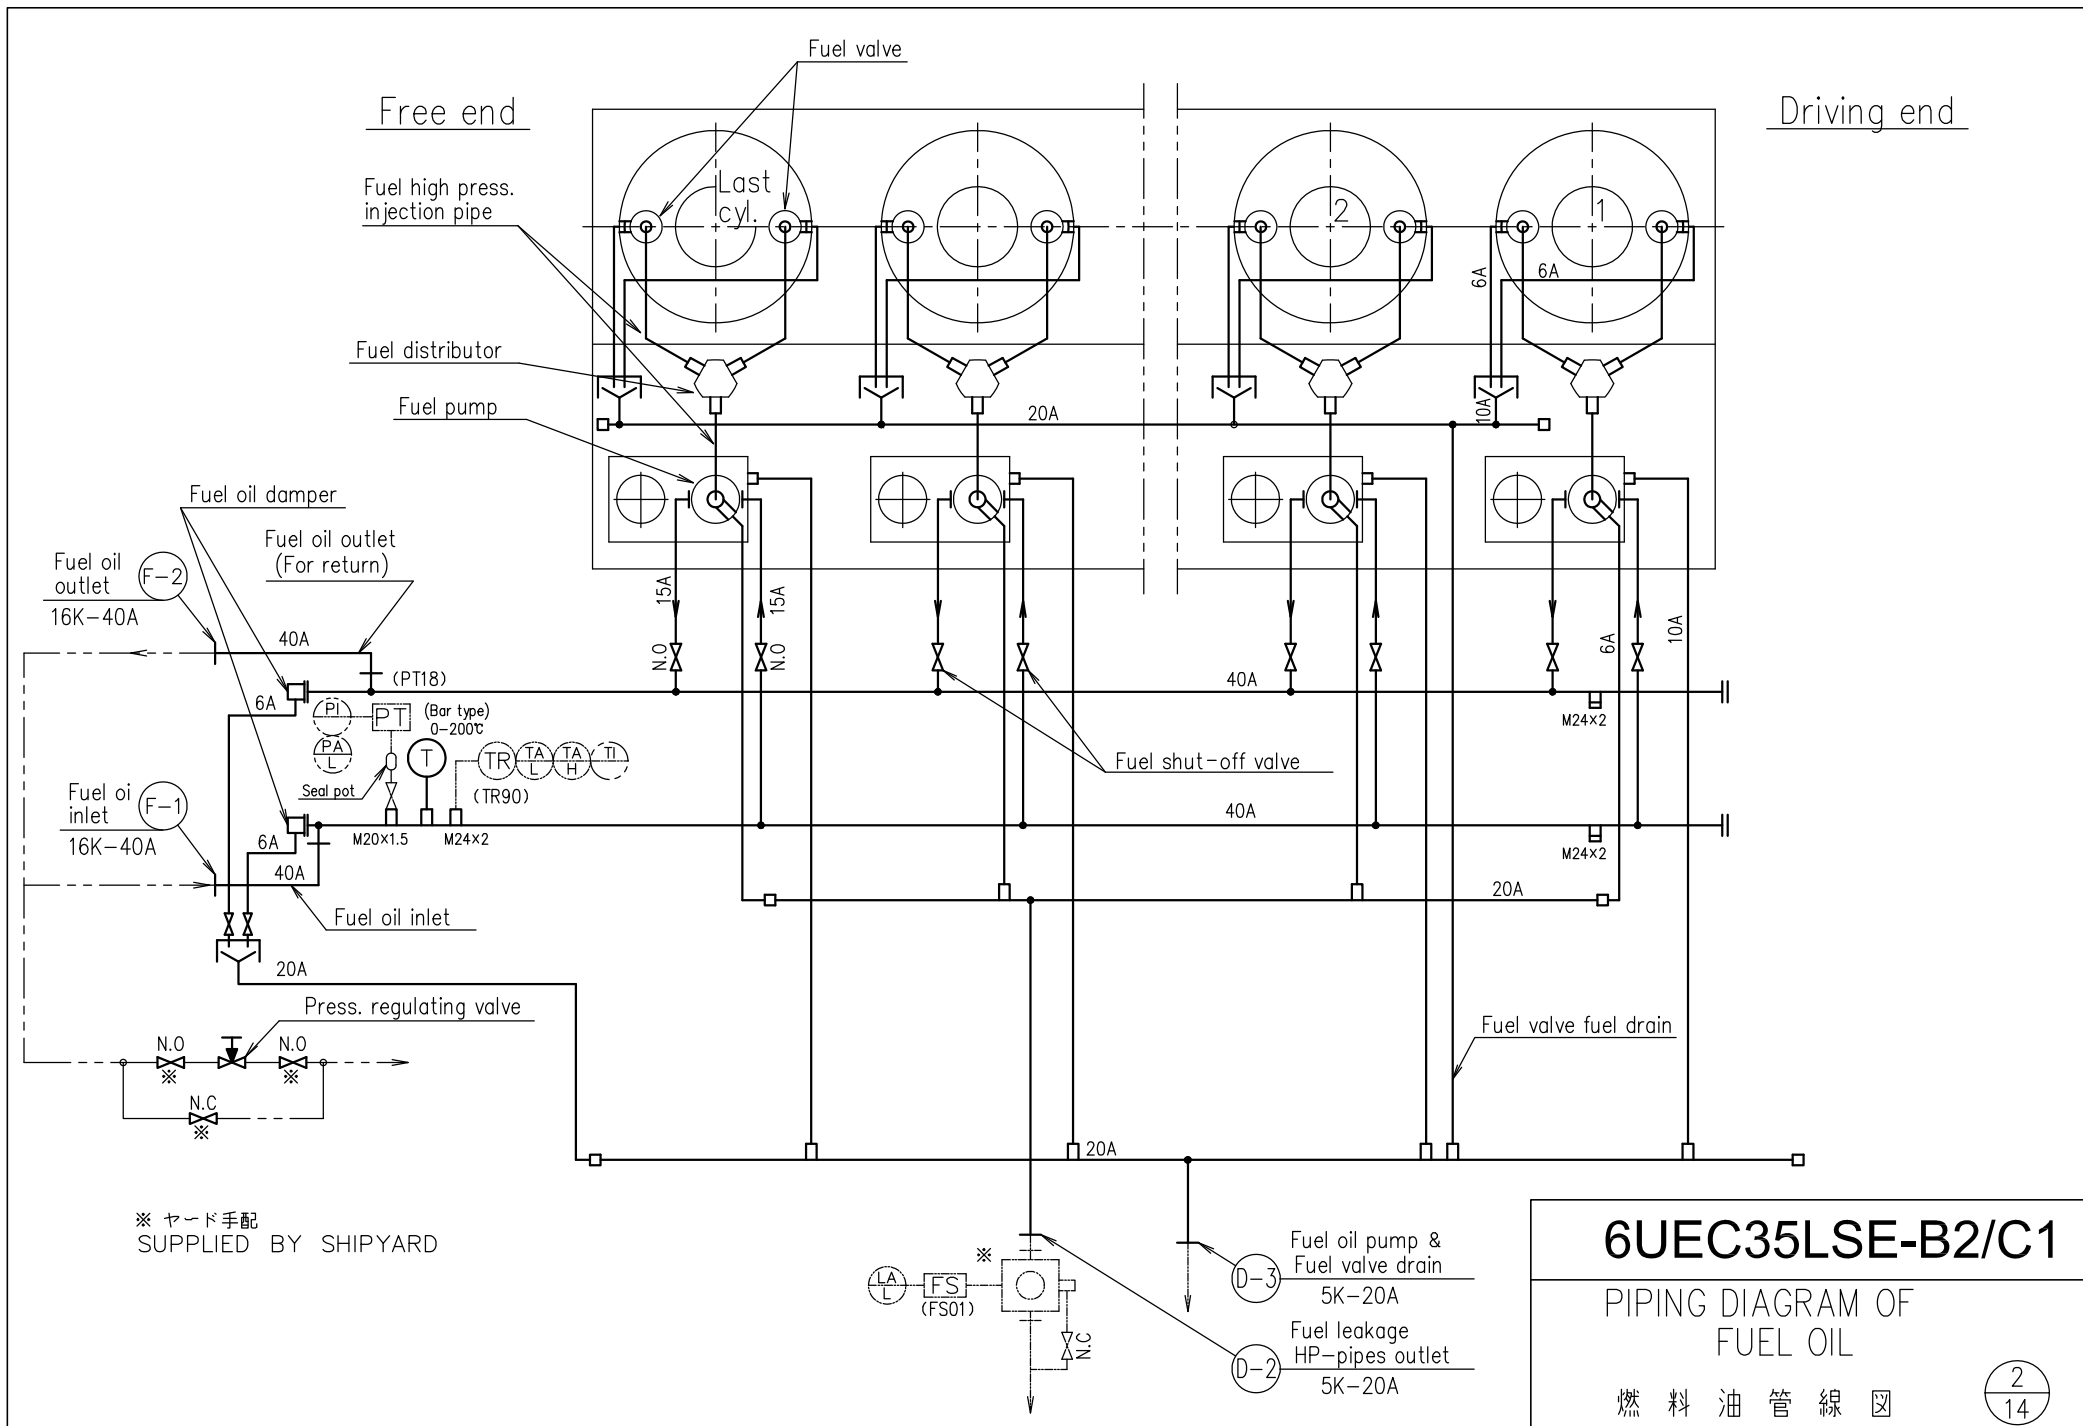 Fuel valve
Free end
Driving end
Fuel high press.
injection pipe
Last
cyl.
2
1
6A
6A
Fuel distributor
Fuel pump
20A
10A
Fuel oil damper
Fuel oil outlet
(For return)
Fuel oil
outlet
F-2
16K-40A
40A
15A
15A
N.O
N.O
6A
10A
(PT18)
40A
M24×2
6A
PI
PT
(Bar type)
0-200℃
PA
L
T
TR
TA
L
TA
H
TI
(TR90)
Seal pot
Fuel shut-off valve
Fuel oi
inlet
F-1
16K-40A
6A
M20×1.5
M24×2
40A
M24×2
40A
Fuel oil inlet
20A
20A
Press. regulating valve
N.O
N.O
※
※
N.C
※
Fuel valve fuel drain
20A
※ ヤード手配
SUPPLIED BY SHIPYARD
※
LA
L
FS
(FS01)
N.C
D-3
Fuel oil pump &
Fuel valve drain
5K-20A
D-2
Fuel leakage
HP-pipes outlet
5K-20A
6UEC35LSE-B2/C1
PIPING DIAGRAM OF
FUEL OIL
燃料油管線図
2
14